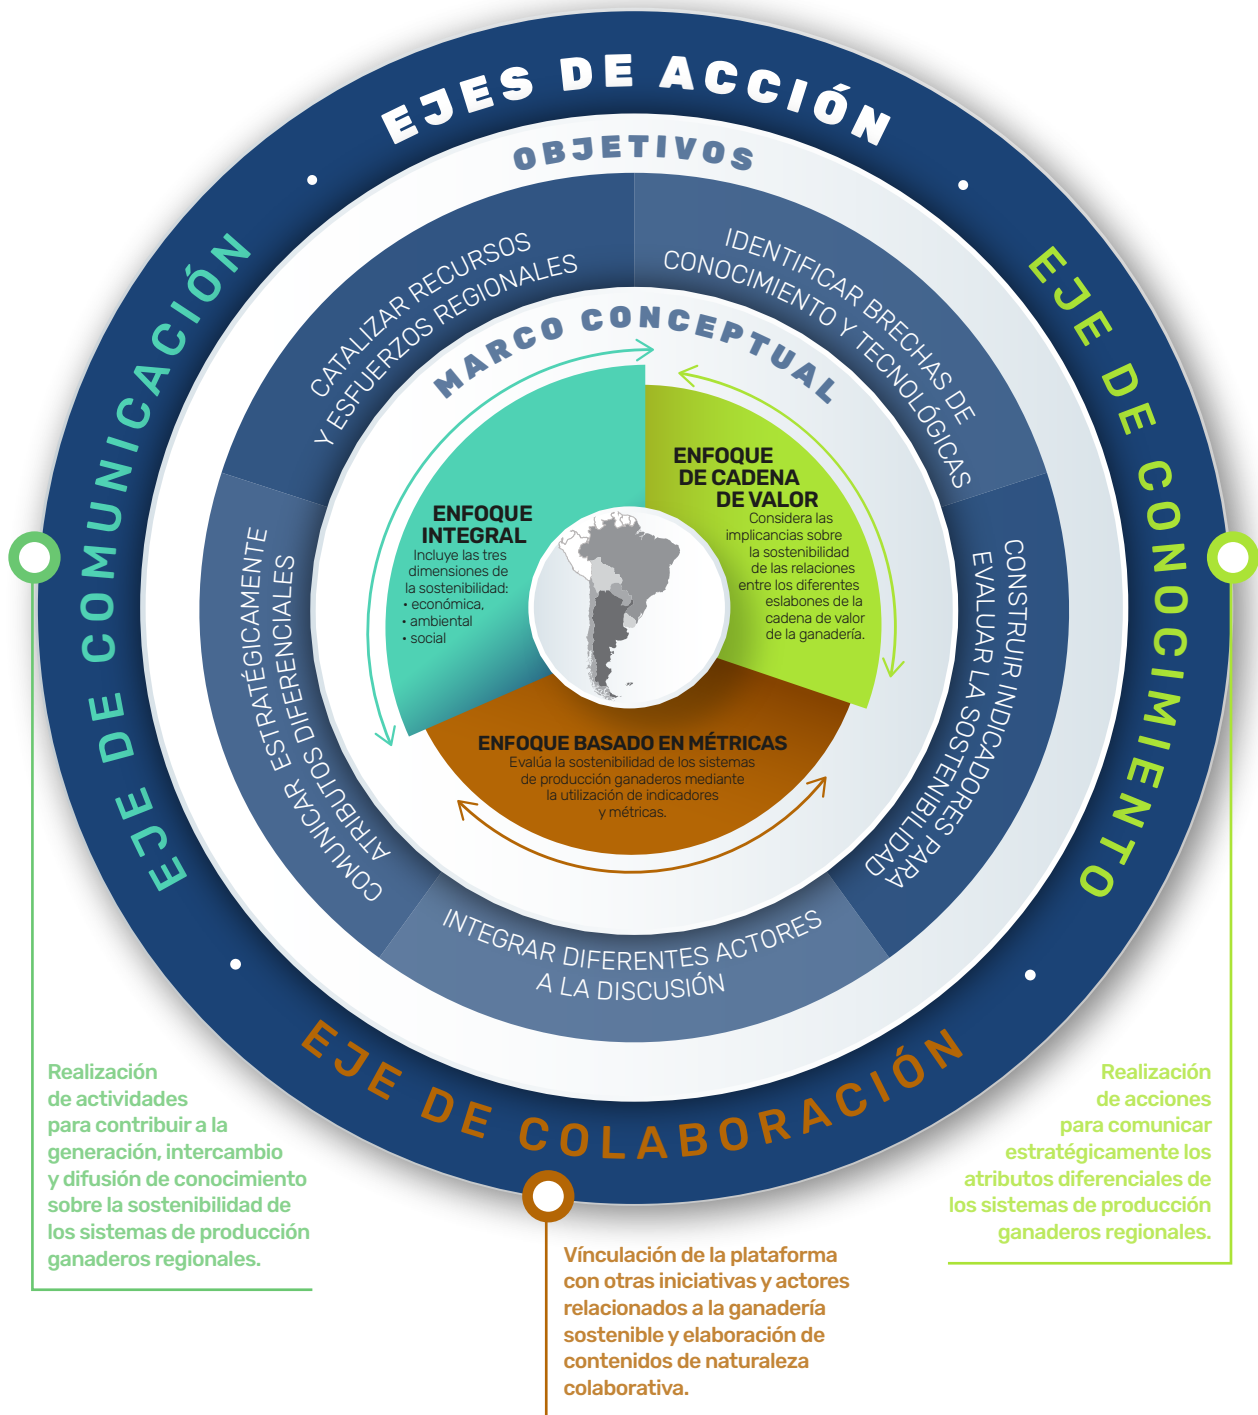 EJES DE ACCIÓN
OBJETIVOS
CATALIZAR RECURSOS
Y ESFUERZOS REGIONALES
IDENTIFICAR BRECHAS DE
CONOCIMIENTO Y TECNOLÓGICAS
EJE DE COMUNICACIÓN
EJE DE CONOCIMIENTO
MARCO CONCEPTUAL
ENFOQUE
INTEGRAL
Incluye las tres
dimensiones de
la sostenibilidad:
• económica,
• ambiental
• social
ENFOQUE
DE CADENA
DE VALOR
Considera las
implicancias sobre
la sostenibilidad
de las relaciones
entre los diferentes
eslabones de la
cadena de valor
de la ganadería.
COMUNICAR ESTRATÉGICAMENTE
ATRIBUTOS DIFERENCIALES
CONSTRUIR INDICADORES PARA
EVALUAR LA SOSTENIBILIDAD
ENFOQUE BASADO EN MÉTRICAS
Evalúa la sostenibilidad de los sistemas
de producción ganaderos mediante
la utilización de indicadores
y métricas.
INTEGRAR DIFERENTES ACTORES
A LA DISCUSIÓN
EJE DE COLABORACIÓN
Realización
de actividades
para contribuir a la
generación, intercambio
y difusión de conocimiento
sobre la sostenibilidad de
los sistemas de producción
ganaderos regionales.
Realización
de acciones
para comunicar
estratégicamente los
atributos diferenciales de
los sistemas de producción
ganaderos regionales.
Vínculación de la plataforma
con otras iniciativas y actores
relacionados a la ganadería
sostenible y elaboración de
contenidos de naturaleza
colaborativa.